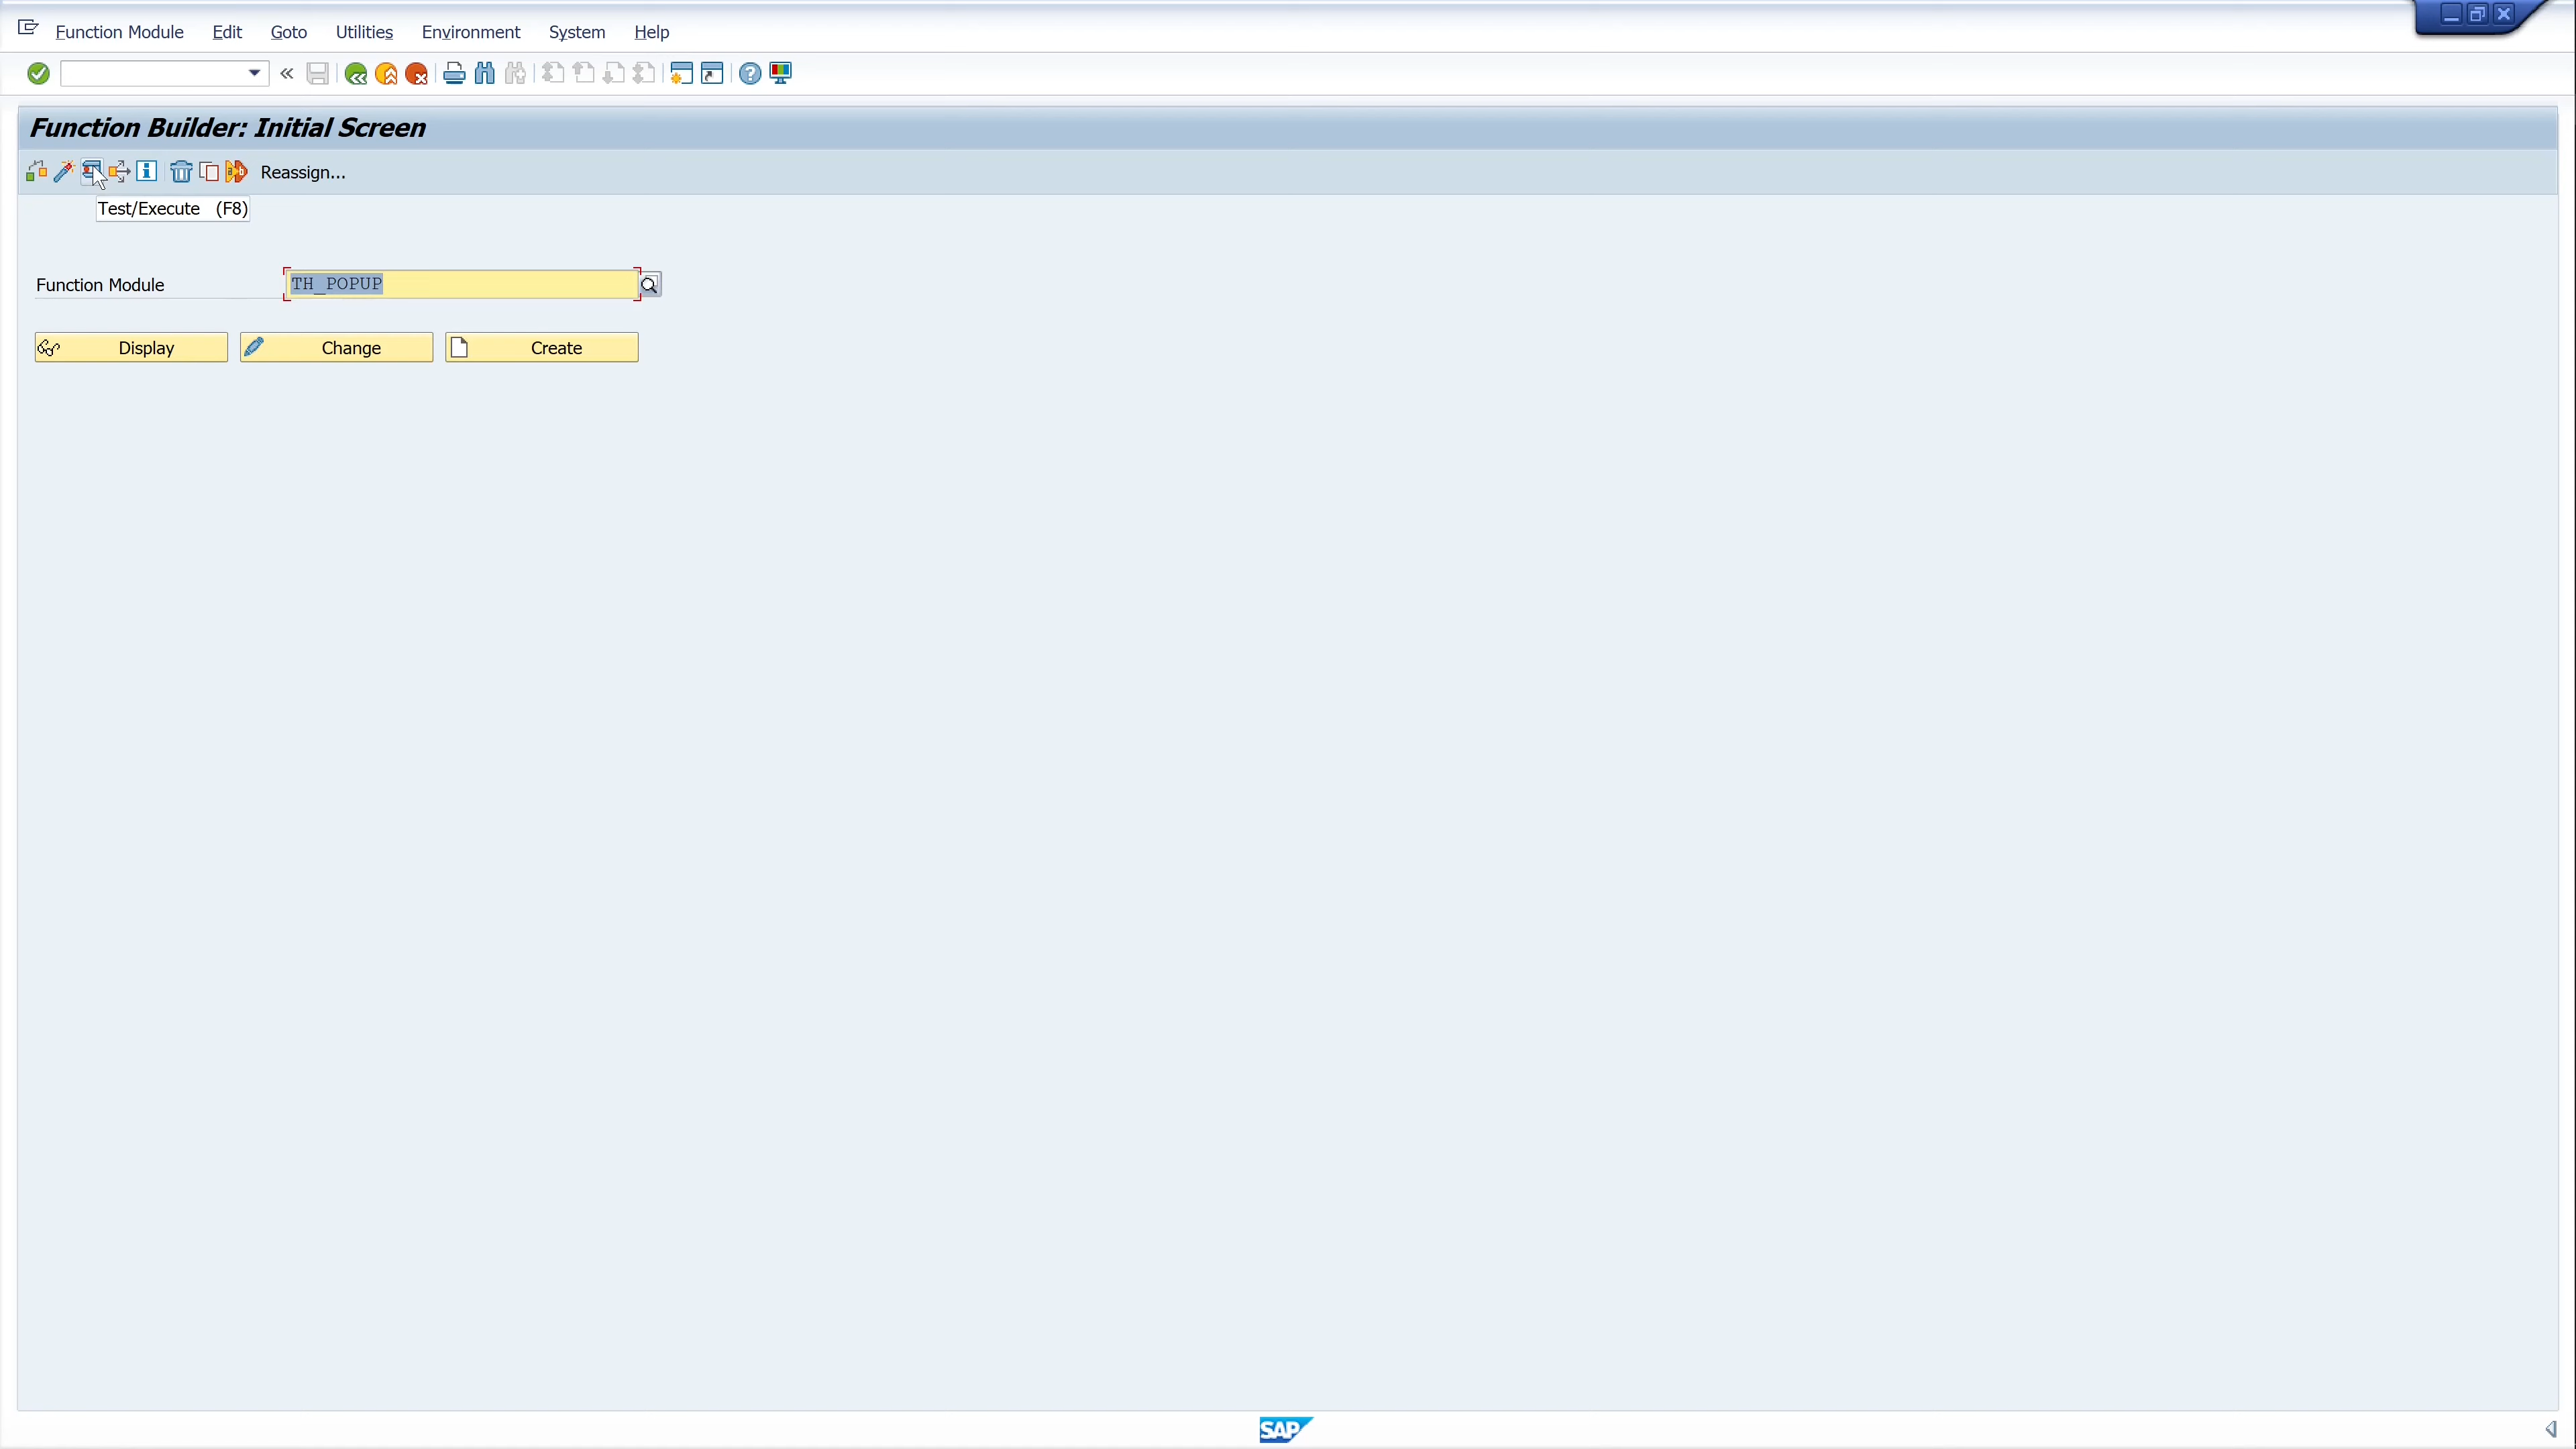 Function Module Edit Goto Utilities Environment System Help
Function Builder: Initial Screen
Reassign...
Test/Execute (F8)
Function Module TH_POPUP
Display Change Create
SAP